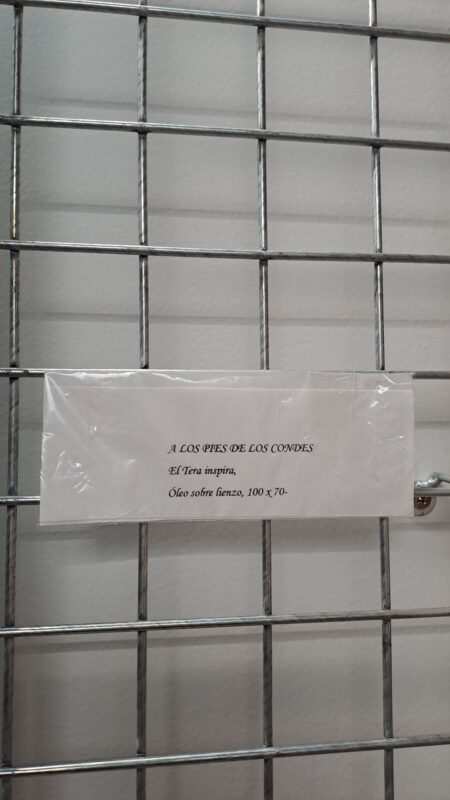 A LOS PIES DE LOS CONDES
El Tera inspira,
Óleo sobre lienzo, 100 x 70-